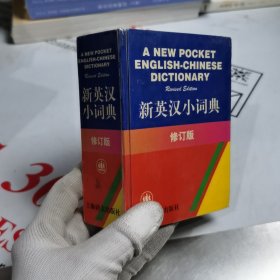 A NEW POCKET
ENGLISH-CHINESE
DICTIONARY
Revised Edition
新英汉小词典
修订版
A NEW POCKET
ENGLISH-CHINESE
DICTIONARY
Revised Edition
新英汉
小词典
修订版